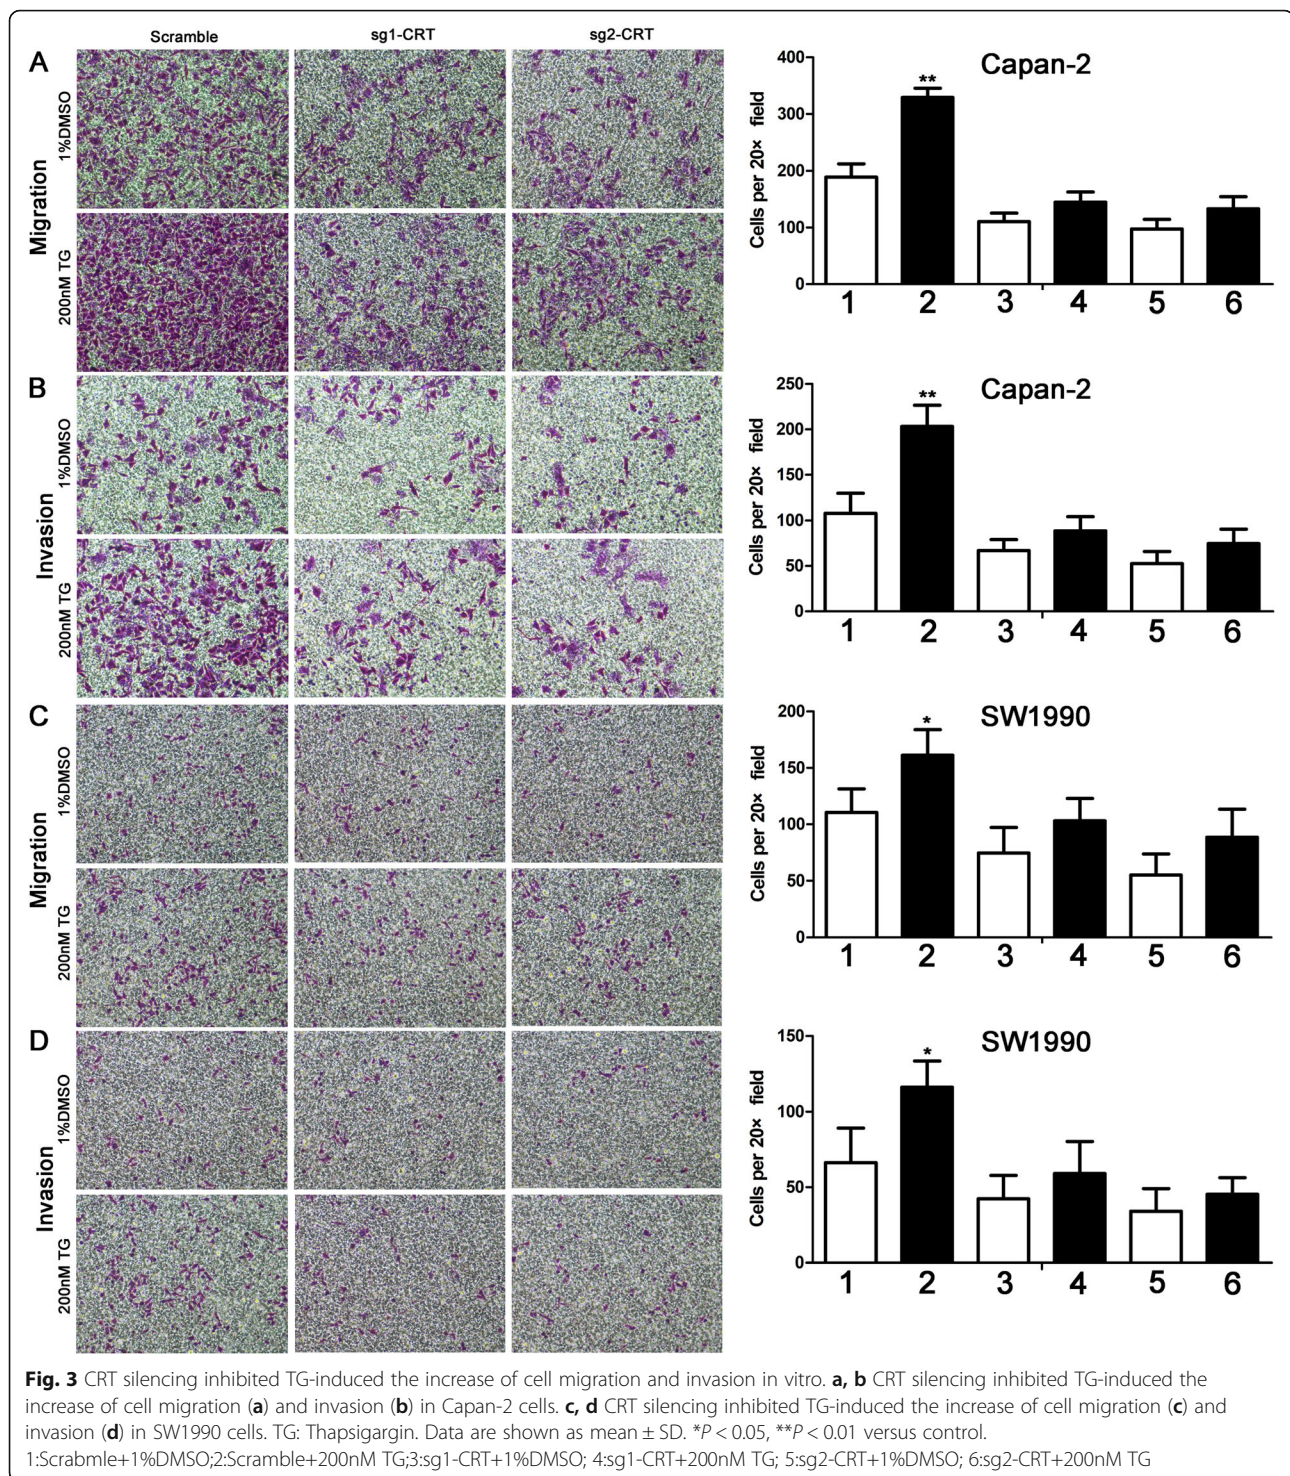 Scramble sg1-CRT sg2-CRT
A
Migration
1%DMSO
200nM TG
Capan-2
Cells per 20× field
400
300
200
100
0
**
1 2 3 4 5 6
B
Invasion
1%DMSO
200nM TG
Capan-2
Cells per 20× field
250
200
150
100
50
0
**
1 2 3 4 5 6
C
Migration
1%DMSO
200nM TG
SW1990
Cells per 20× field
200
150
100
50
0
*
1 2 3 4 5 6
D
Invasion
1%DMSO
200nM TG
SW1990
Cells per 20× field
150
100
50
0
*
1 2 3 4 5 6
Fig. 3 CRT silencing inhibited TG-induced the increase of cell migration and invasion in vitro. a, b CRT silencing inhibited TG-induced the
increase of cell migration (a) and invasion (b) in Capan-2 cells. c, d CRT silencing inhibited TG-induced the increase of cell migration (c) and
invasion (d) in SW1990 cells. TG: Thapsigargin. Data are shown as mean ± SD. *P < 0.05, **P < 0.01 versus control.
1:Scrabmle+1%DMSO;2:Scramble+200nM TG;3:sg1-CRT+1%DMSO; 4:sg1-CRT+200nM TG; 5:sg2-CRT+1%DMSO; 6:sg2-CRT+200nM TG